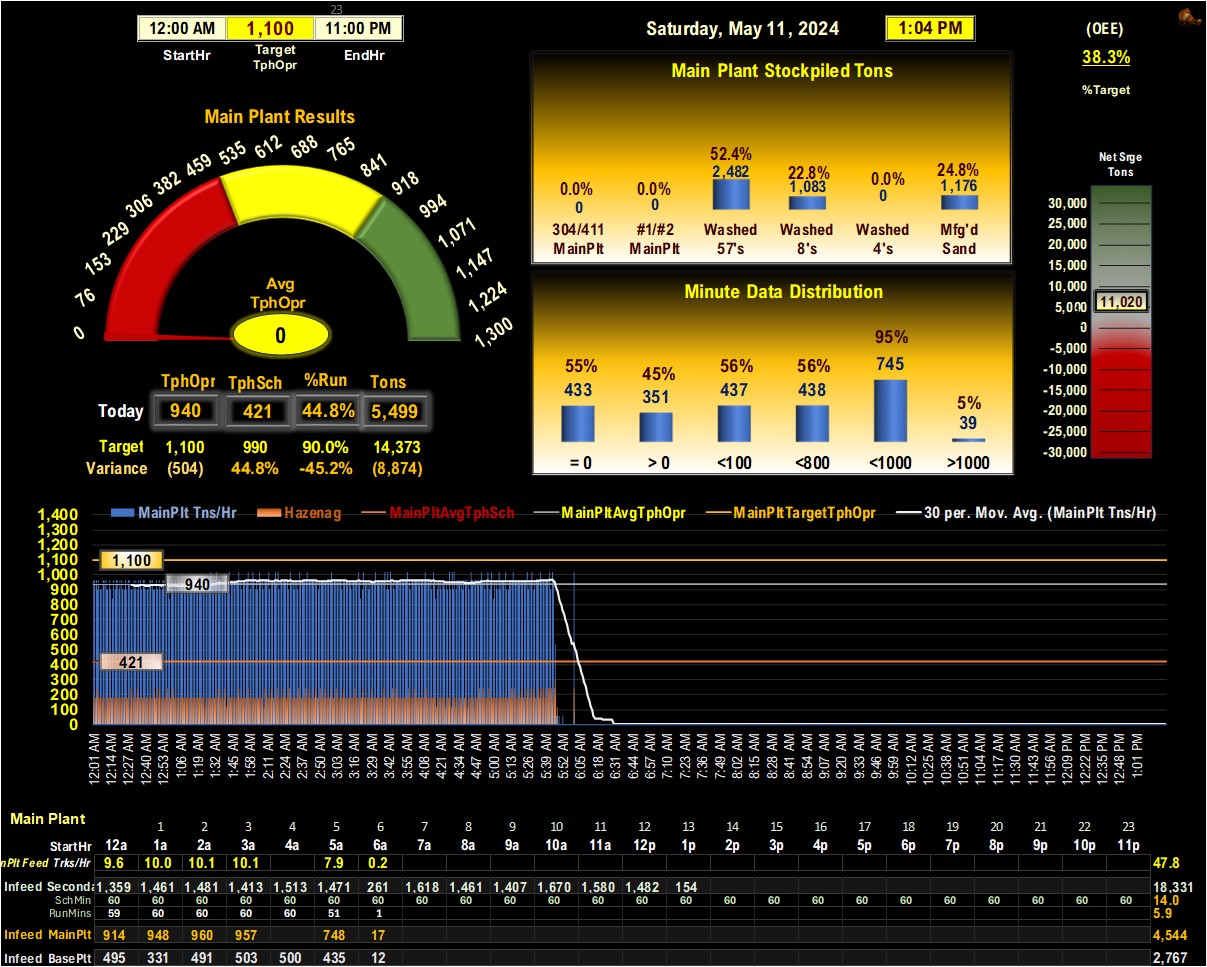 23
12:00 AM 1,100 11:00 PM
StartHr Target TphOpr EndHr
Saturday, May 11, 2024 1:04 PM
(OEE)
38.3%
%Target
Main Plant Results
0 76 153 229 306 382 459 535 612 688 765 841 918 994 1,071 1,147 1,224 1,300
Avg
TphOpr
0
TphOpr TphSch %Run Tons
Today 940 421 44.8% 5,499
Target 1,100 990 90.0% 14,373
Variance (504) 44.8% -45.2% (8,874)
Main Plant Stockpiled Tons
0.0% 0.0% 52.4% 22.8% 0.0% 24.8%
0 0 2,482 1,083 0 1,176
304/411 #1/#2 Washed Washed Washed Mfg'd
MainPlt MainPlt 57's 8's 4's Sand
Minute Data Distribution
55% 45% 56% 56% 95% 5%
433 351 437 438 745 39
= 0 > 0 <100 <800 <1000 >1000
Net Srge
Tons
30,000
25,000
20,000
15,000
10,000
5,000
11,020
0
-5,000
-10,000
-15,000
-20,000
-25,000
-30,000
MainPlt Tns/Hr Hazenag MainPltAvgTphSch MainPltAvgTphOpr MainPltTargetTphOpr 30 per. Mov. Avg. (MainPlt Tns/Hr)
1,400
1,300
1,200
1,100
1,000
900
800
700
600
500
400
300
200
100
0
1,100
940
421
12:01 AM 12:14 AM 12:27 AM 12:40 AM 12:53 AM 1:06 AM 1:19 AM 1:32 AM 1:45 AM 1:58 AM 2:11 AM 2:24 AM 2:37 AM 2:50 AM 3:03 AM 3:16 AM 3:29 AM 3:42 AM 3:55 AM 4:08 AM 4:21 AM 4:34 AM 4:47 AM 5:00 AM 5:13 AM 5:26 AM 5:39 AM 5:52 AM 6:05 AM 6:18 AM 6:31 AM 6:44 AM 6:57 AM 7:10 AM 7:23 AM 7:36 AM 7:49 AM 8:02 AM 8:15 AM 8:28 AM 8:41 AM 8:54 AM 9:07 AM 9:20 AM 9:33 AM 9:46 AM 9:59 AM 10:12 AM 10:25 AM 10:38 AM 10:51 AM 11:04 AM 11:17 AM 11:30 AM 11:43 AM 11:56 AM 12:09 PM 12:22 PM 12:35 PM 12:48 PM 1:01 PM
Main Plant
1 2 3 4 5 6 7 8 9 10 11 12 13 14 15 16 17 18 19 20 21 22 23
StartHr 12a 1a 2a 3a 4a 5a 6a 7a 8a 9a 10a 11a 12p 1p 2p 3p 4p 5p 6p 7p 8p 9p 10p 11p
nPlt Feed Trks/Hr 9.6 10.0 10.1 10.1 7.9 0.2 47.8
Infeed Seconda 1,359 1,461 1,481 1,413 1,513 1,471 261 1,618 1,461 1,407 1,670 1,580 1,482 154 18,331
SchMin 60 60 60 60 60 60 60 60 60 60 60 60 60 60 60 60 60 60 60 60 60 60 60 60 14.0
RunMins 59 60 60 60 60 51 1 5.9
Infeed MainPlt 914 948 960 957 748 17 4,544
Infeed BasePlt 495 331 491 503 500 435 12 2,767